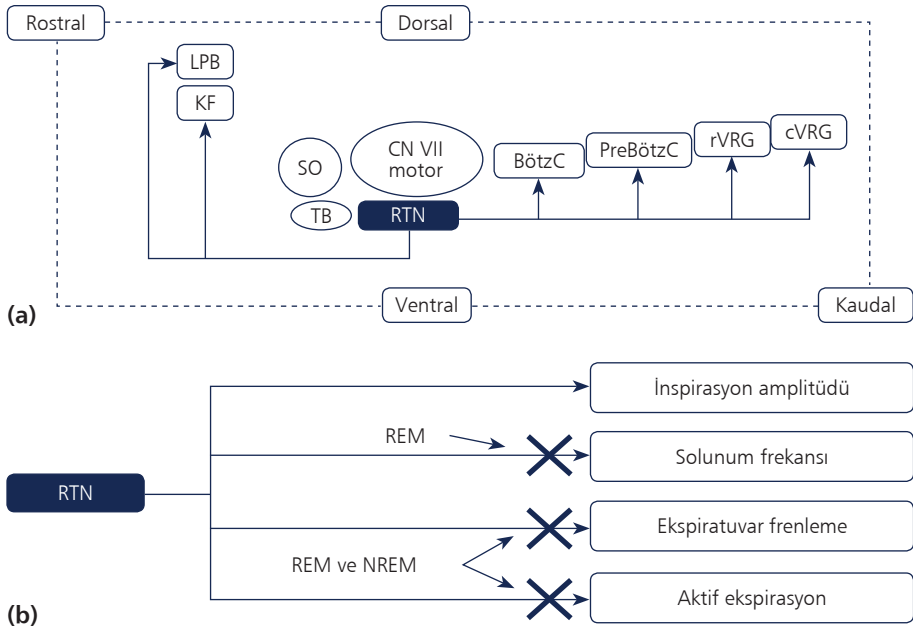 Rostral
Dorsal
LPB
KF
SO
CN VII
motor
BötzC
PreBötzC
rVRG
cVRG
TB
RTN
Ventral
Kaudal
(a)
İnspirasyon amplitüdü
REM
Solunum frekansı
RTN
Ekspiratuvar frenleme
REM ve NREM
Aktif ekspirasyon
(b)